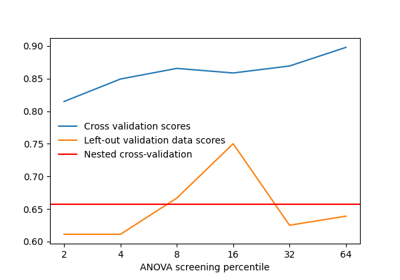 0.90
0.85
0.80
0.75
0.70
0.65
0.60
Cross validation scores
Left-out validation data scores
Nested cross-validation
2 4 8 16 32 64
ANOVA screening percentile